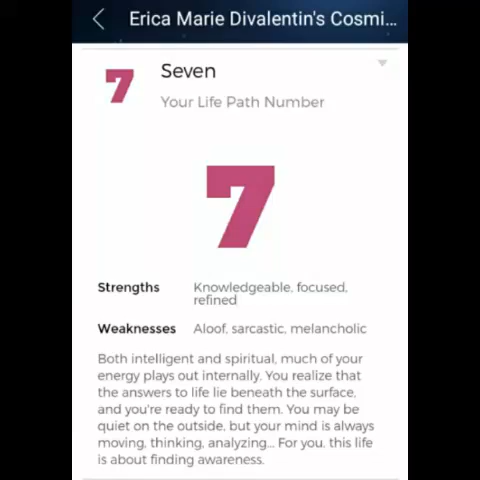 Erica Marie Divalentin's Cosmi...
7
Seven
Your Life Path Number
7
Strengths Knowledgeable, focused,
refined
Weaknesses Aloof, sarcastic, melancholic
Both intelligent and spiritual, much of your
energy plays out internally. You realize that
the answers to life lie beneath the surface,
and you're ready to find them. You may be
quiet on the outside, but your mind is always
moving, thinking, analyzing... For you, this life
is about finding awareness.